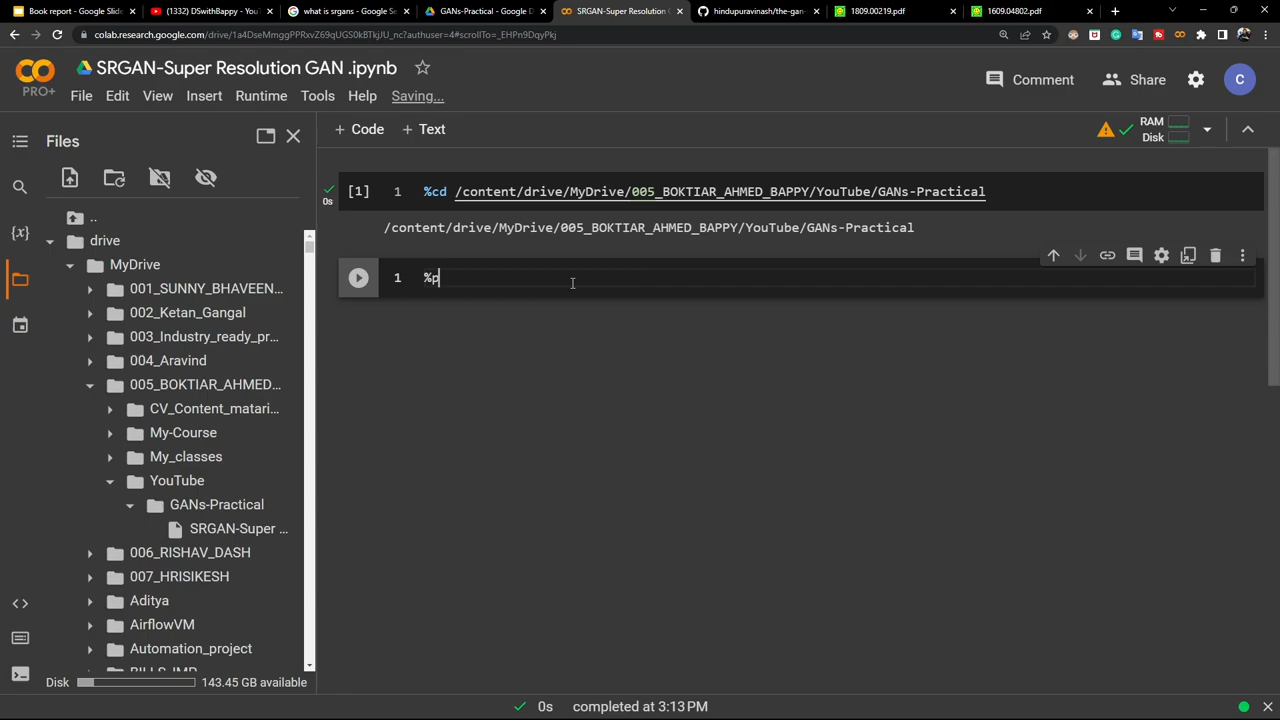 Book report - Google Slide
(1332) DSwithBappy - YouT
what is srgans - Google Se
GANs-Practical - Google D
SRGAN-Super Resolution G
hindupuravinash/the-gan-
1809.00219.pdf
1609.04802.pdf
colab.research.google.com/drive/1a4DseMmggPPRxvZ69qUGS0kBTkjJU_nc?authuser=4#scrollTo=_EHPn9DqyPkj
PRO+
SRGAN-Super Resolution GAN .ipynb
File Edit View Insert Runtime Tools Help Saving...
Comment
Share
C
Files
+ Code + Text
RAM
Disk
[1] 1 %cd /content/drive/MyDrive/005_BOKTIAR_AHMED_BAPPY/YouTube/GANs-Practical
0s
/content/drive/MyDrive/005_BOKTIAR_AHMED_BAPPY/YouTube/GANs-Practical
1 %p
{x}
..
drive
MyDrive
001_SUNNY_BHAVEEN...
002_Ketan_Gangal
003_Industry_ready_pr...
004_Aravind
005_BOKTIAR_AHMED...
CV_Content_matari...
My-Course
My_classes
YouTube
GANs-Practical
SRGAN-Super ...
006_RISHAV_DASH
007_HRISIKESH
Aditya
AirflowVM
Automation_project
Disk 143.45 GB available
0s completed at 3:13 PM